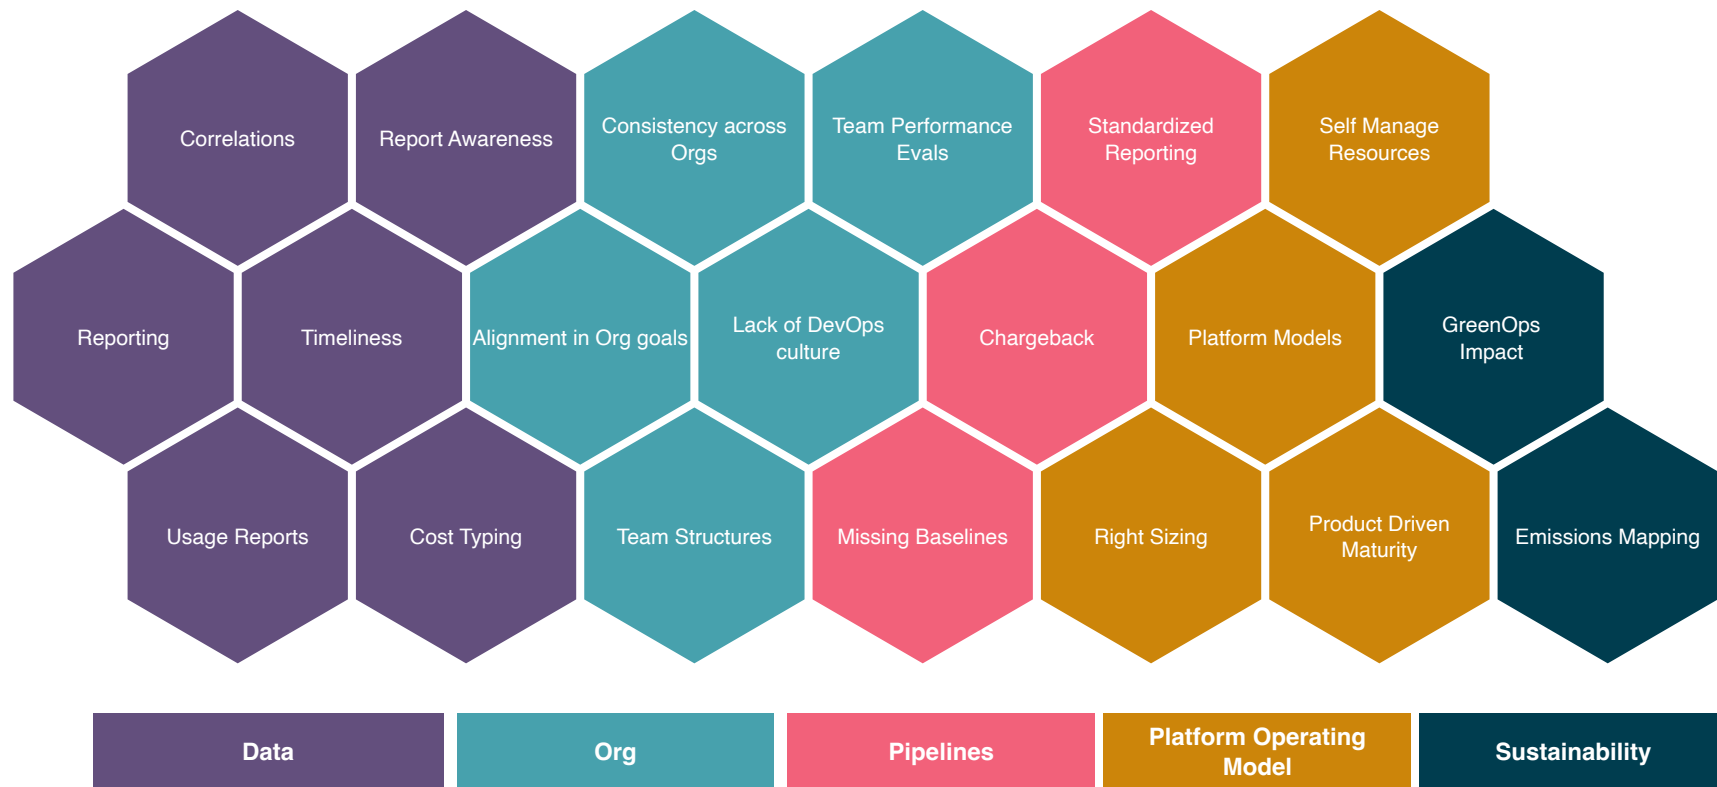 Correlations
Report Awareness
Consistency across
Orgs
Team Performance
Evals
Standardized
Reporting
Self Manage
Resources
Reporting
Timeliness
Alignment in Org goals
Lack of DevOps
culture
Chargeback
Platform Models
GreenOps
Impact
Usage Reports
Cost Typing
Team Structures
Missing Baselines
Right Sizing
Product Driven
Maturity
Emissions Mapping
Data
Org
Pipelines
Platform Operating
Model
Sustainability